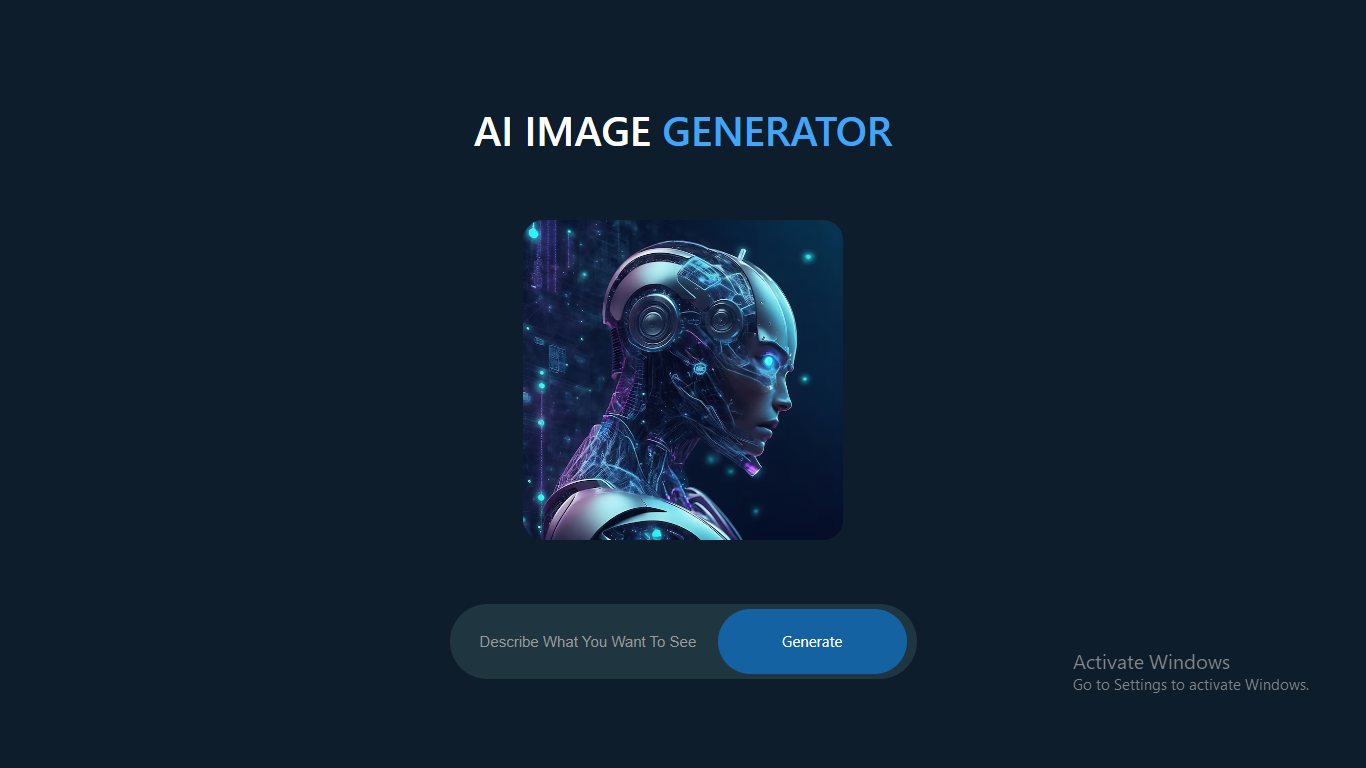 AI IMAGE GENERATOR
Describe What You Want To See
Generate
Activate Windows
Go to Settings to activate Windows.